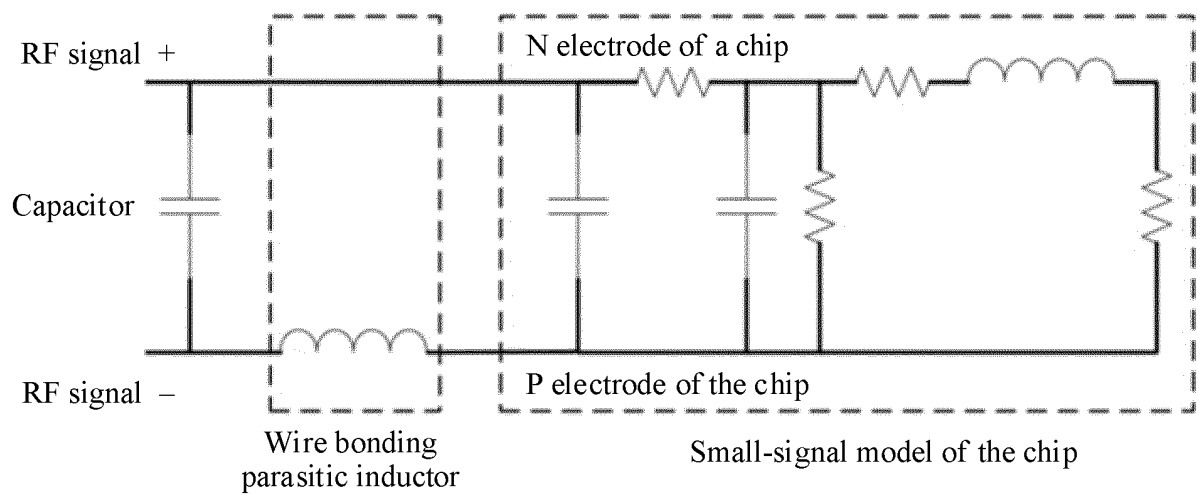 RF signal +
N electrode of a chip
Capacitor
RF signal –
P electrode of the chip
Wire bonding
parasitic inductor
Small-signal model of the chip